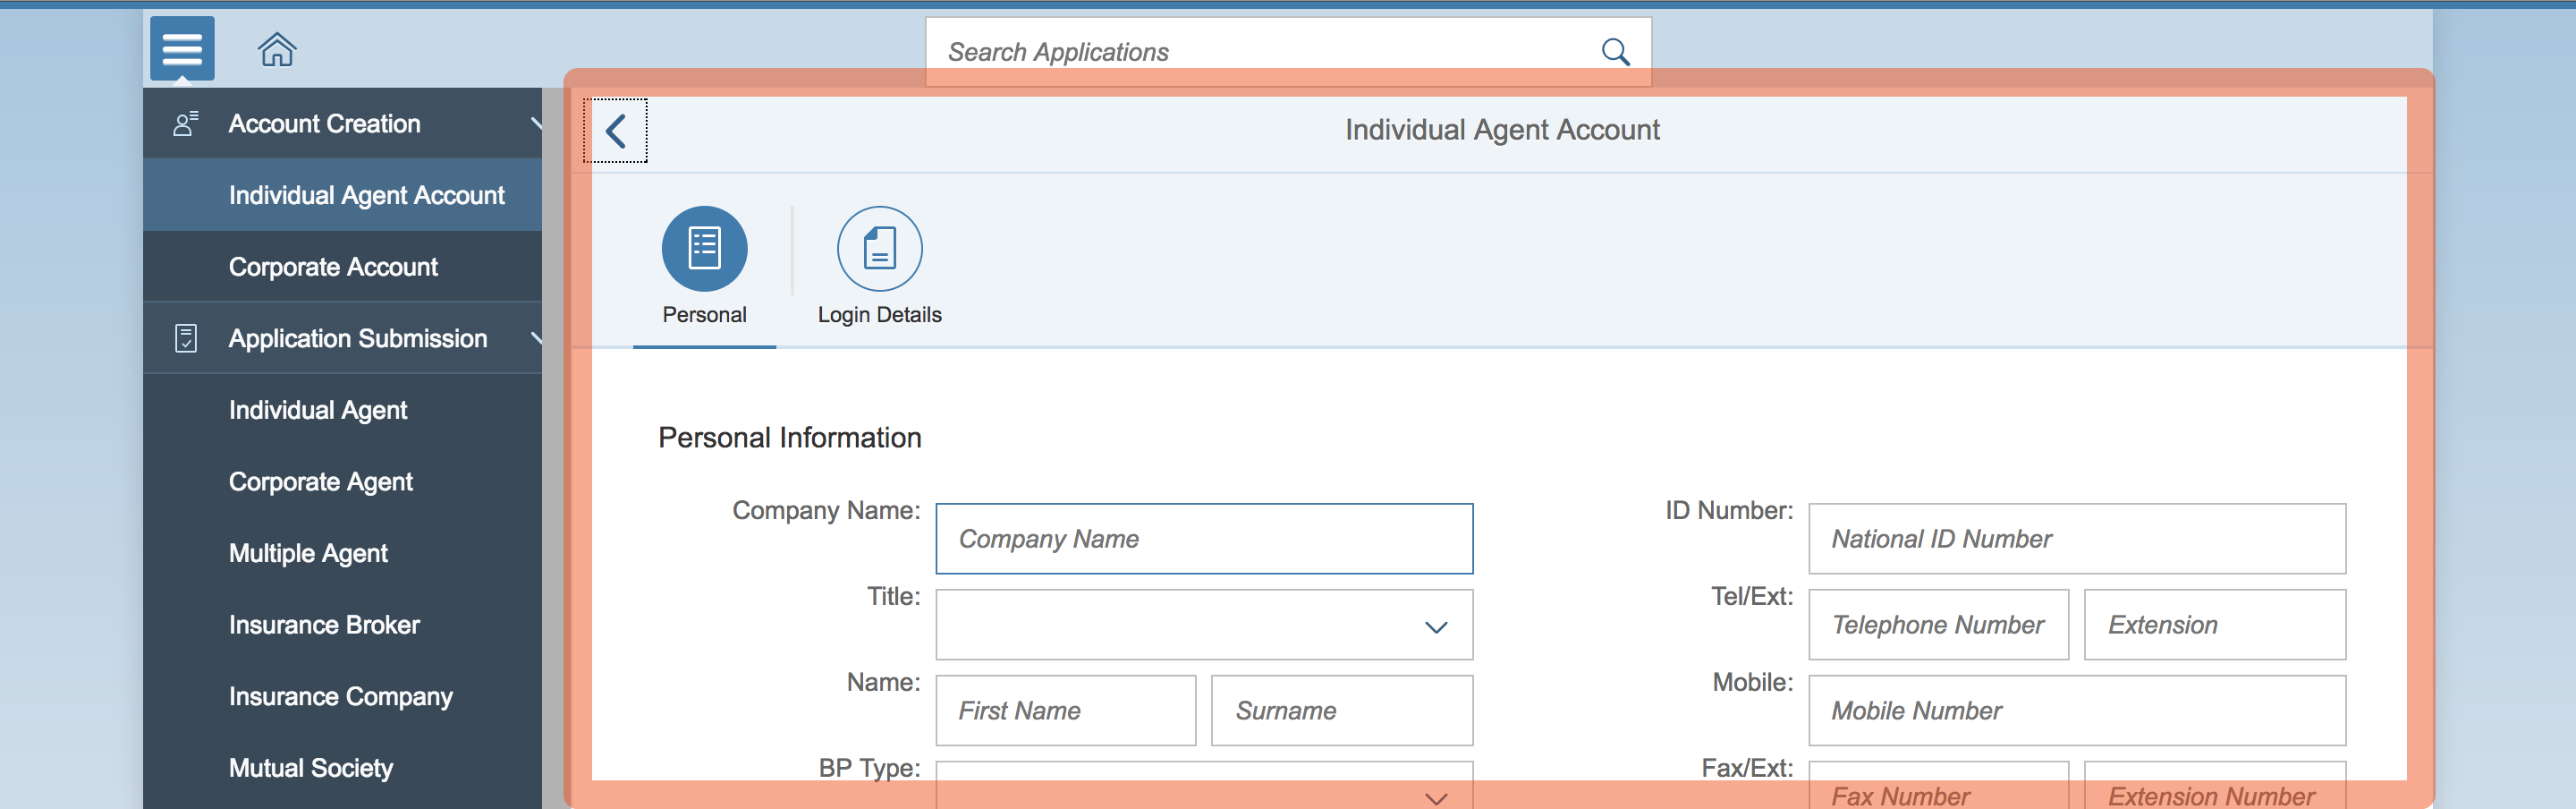 Search Applications
Account Creation
Individual Agent Account
Corporate Account
Application Submission
Individual Agent
Corporate Agent
Multiple Agent
Insurance Broker
Insurance Company
Mutual Society
Individual Agent Account
Personal
Login Details
Personal Information
Company Name: Company Name
Title:
Name: First Name Surname
BP Type:
ID Number: National ID Number
Tel/Ext: Telephone Number Extension
Mobile: Mobile Number
Fax/Ext: Fax Number Extension Number